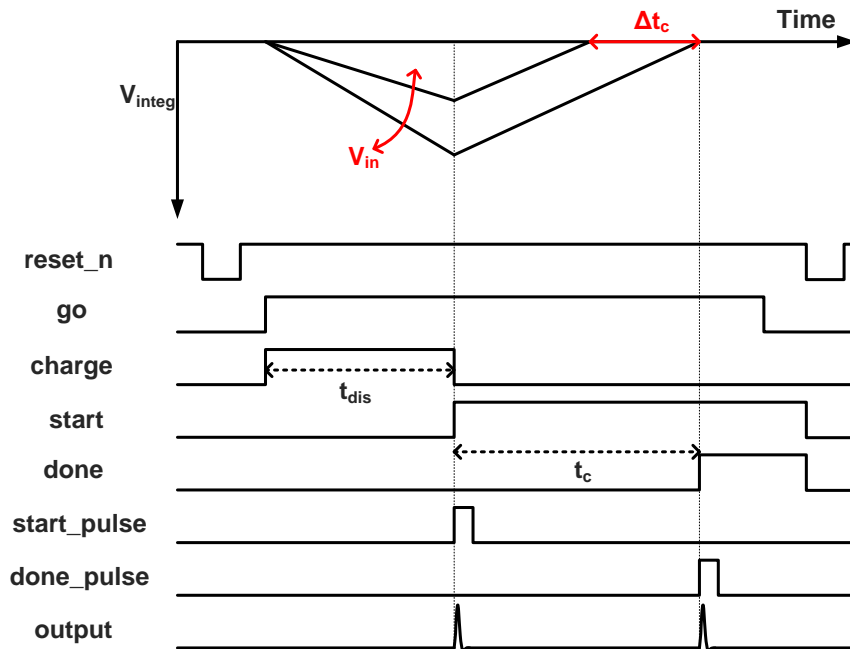 Δt_c Time
V_integ
V_in
reset_n
go
charge
t_dis
start
done
t_c
start_pulse
done_pulse
output